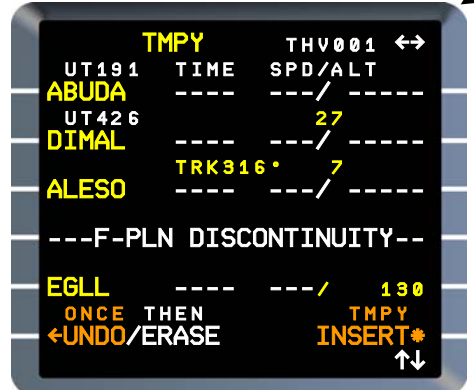 TMPY THV001 ↔
UT191 TIME SPD/ALT
ABUDA ---- ---/ -----
UT426 27
DIMAL ---- ---/ -----
TRK316° 7
ALESO ---- ---/ -----
---F-PLN DISCONTINUITY--
EGLL ---- ---/ 130
ONCE THEN TMPY
←UNDO/ERASE INSERT*
↑↓